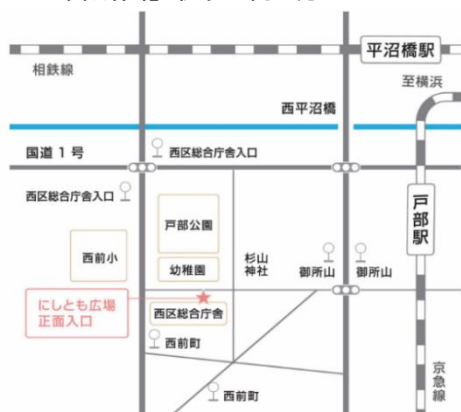 平沼橋駅
相鉄線
至横浜
西平沼橋
国道1号
西区総合庁舎入口
西区総合庁舎入口
戸部公園
戸部駅
西前小
幼稚園
杉山
神社
御所山
御所山
にしとも広場
正面入口
西区総合庁舎
西前町
京急線
西前町